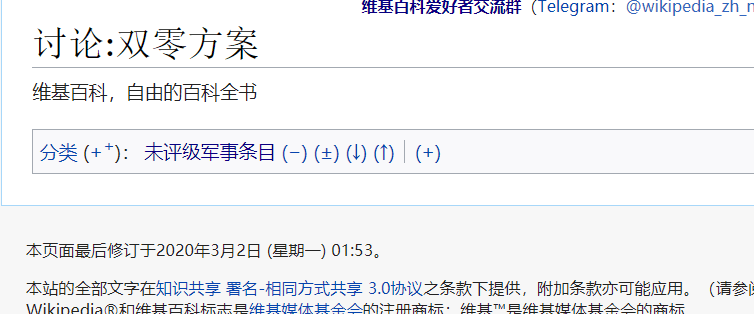 维基百科爱好者交流群（Telegram：@wikipedia_zh_n
讨论:双零方案
维基百科，自由的百科全书
分类 (+⁺)： 未评级军事条目 (−) (±) (↓) (↑) | (+)
本页面最后修订于2020年3月2日 (星期一) 01:53。
本站的全部文字在知识共享 署名-相同方式共享 3.0协议之条款下提供，附加条款亦可能应用。（请参阅
Wikipedia®和维基百科标志是维基媒体基金会的注册商标；维基™是维基媒体基金会的商标